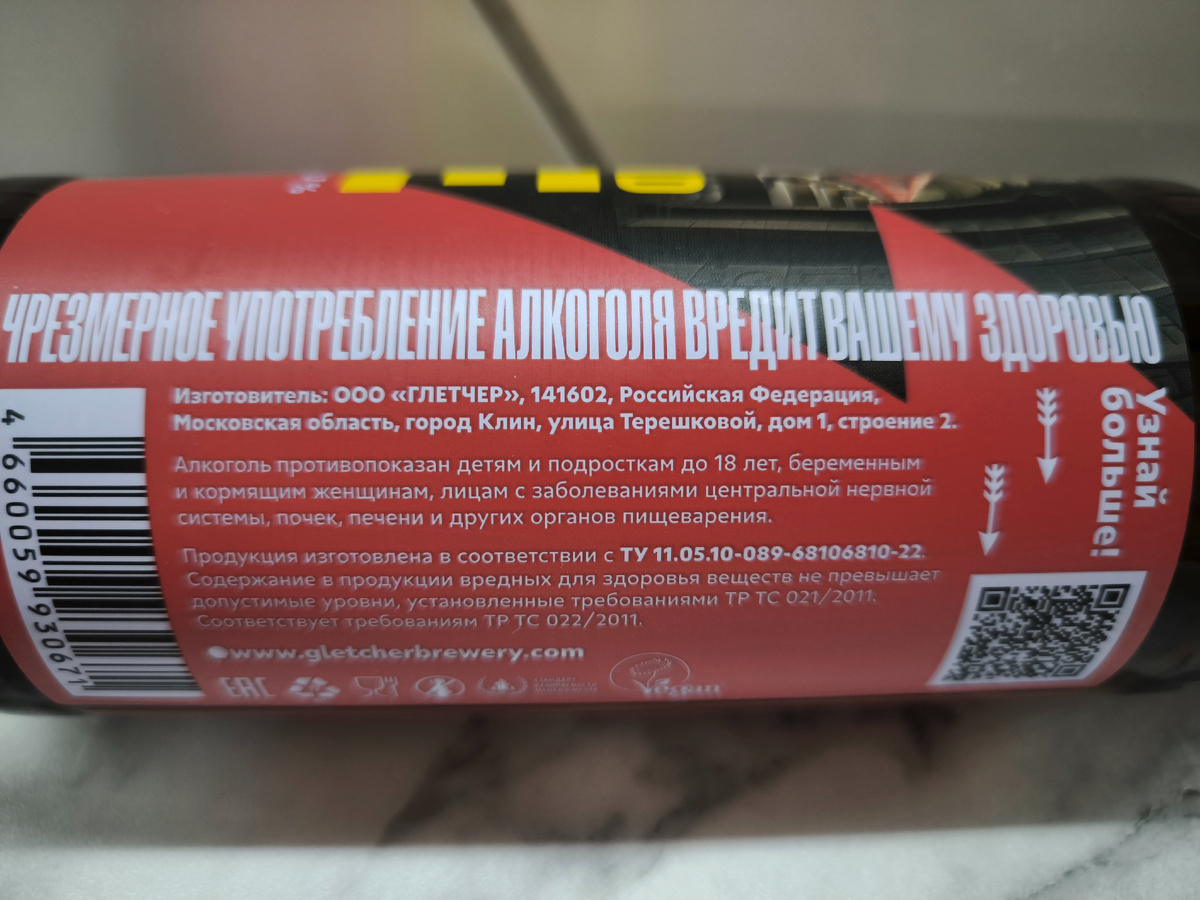 ЧРЕЗМЕРНОЕ УПОТРЕБЛЕНИЕ АЛКОГОЛЯ ВРЕДИТ ВАШЕМУ ЗДОРОВЬЮ
Изготовитель: ООО «ГЛЕТЧЕР», 141602, Российская Федерация,
Московская область, город Клин, улица Терешковой, дом 1, строение 2.
Алкоголь противопоказан детям и подросткам до 18 лет, беременным
и кормящим женщинам, лицам с заболеваниями центральной нервной
системы, почек, печени и других органов пищеварения.
Продукция изготовлена в соответствии с ТУ 11.05.10-089-68106810-22.
Содержание в продукции вредных для здоровья веществ не превышает
допустимые уровни, установленные требованиями ТР ТС 021/2011.
Соответствует требованиям ТР ТС 022/2011.
www.gletcherbrewery.com
EAC
Vegan
Узнай
больше!
4 660059 930671